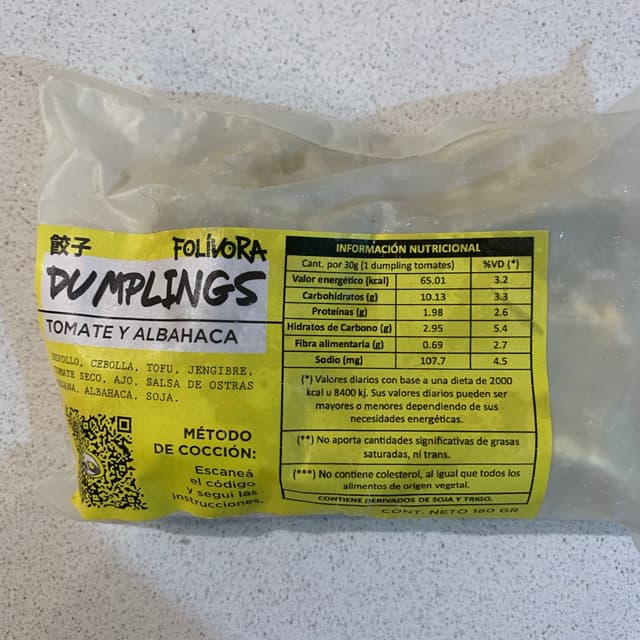 餃子 FOLÍVORA
DUMPLINGS
TOMATE Y ALBAHACA
REPOLLO, CEBOLLA, TOFU, JENGIBRE,
TOMATE SECO, AJO, SALSA DE OSTRAS
VEGANA, ALBAHACA, SOJA.
MÉTODO
DE COCCIÓN:
Escaneá
el código
y seguí las
instrucciones.
INFORMACIÓN NUTRICIONAL
Cant. por 30g (1 dumpling tomates) %VD (*)
Valor energético (kcal) 65.01 3.2
Carbohidratos (g) 10.13 3.3
Proteínas (g) 1.98 2.6
Hidratos de Carbono (g) 2.95 5.4
Fibra alimentaria (g) 0.69 2.7
Sodio (mg) 107.7 4.5
(*) Valores diarios con base a una dieta de 2000
kcal u 8400 kj. Sus valores diarios pueden ser
mayores o menores dependiendo de sus
necesidades energéticas.
(**) No aporta cantidades significativas de grasas
saturadas, ni trans.
(***) No contiene colesterol, al igual que todos los
alimentos de origen vegetal.
CONTIENE DERIVADOS DE SOJA Y TRIGO.
CONT. NETO 180 GR